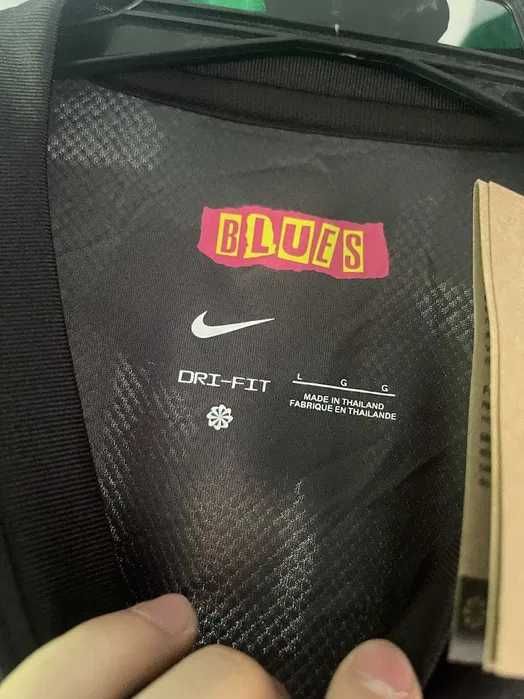 BLUES
DRI-FIT
L G G
MADE IN THAILAND
FABRIQUE EN THAILANDE